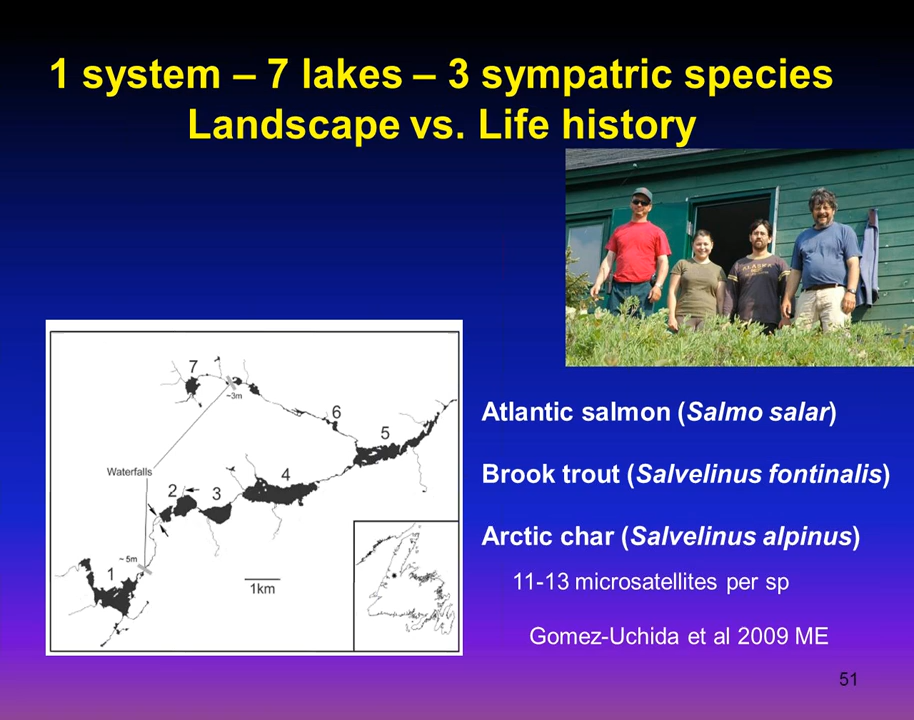 1 system – 7 lakes – 3 sympatric species
Landscape vs. Life history
ALASKA
7
~3m
6
5
Waterfalls
4
2
3
~ 5m
1
1km
Atlantic salmon (Salmo salar)
Brook trout (Salvelinus fontinalis)
Arctic char (Salvelinus alpinus)
11-13 microsatellites per sp
Gomez-Uchida et al 2009 ME
51